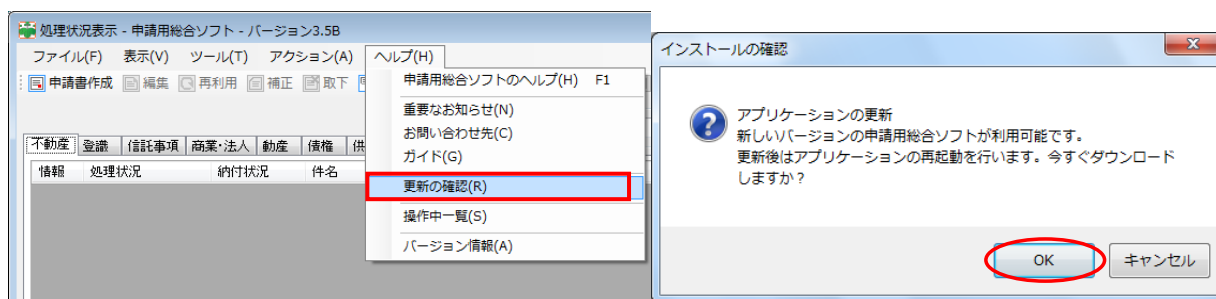 処理状況表示 - 申請用総合ソフト - バージョン3.5B
ファイル(F) 表示(V) ツール(T) アクション(A) ヘルプ(H)
申請書作成 編集 再利用 補正 取下
申請用総合ソフトのヘルプ(H) F1
重要なお知らせ(N)
お問い合わせ先(C)
ガイド(G)
更新の確認(R)
操作中一覧(S)
バージョン情報(A)
不動産 登識 信託事項 商業・法人 動産 債権 供
情報 処理状況 納付状況 件名
インストールの確認
アプリケーションの更新
新しいバージョンの申請用総合ソフトが利用可能です。
更新後はアプリケーションの再起動を行います。今すぐダウンロード
しますか？
OK キャンセル